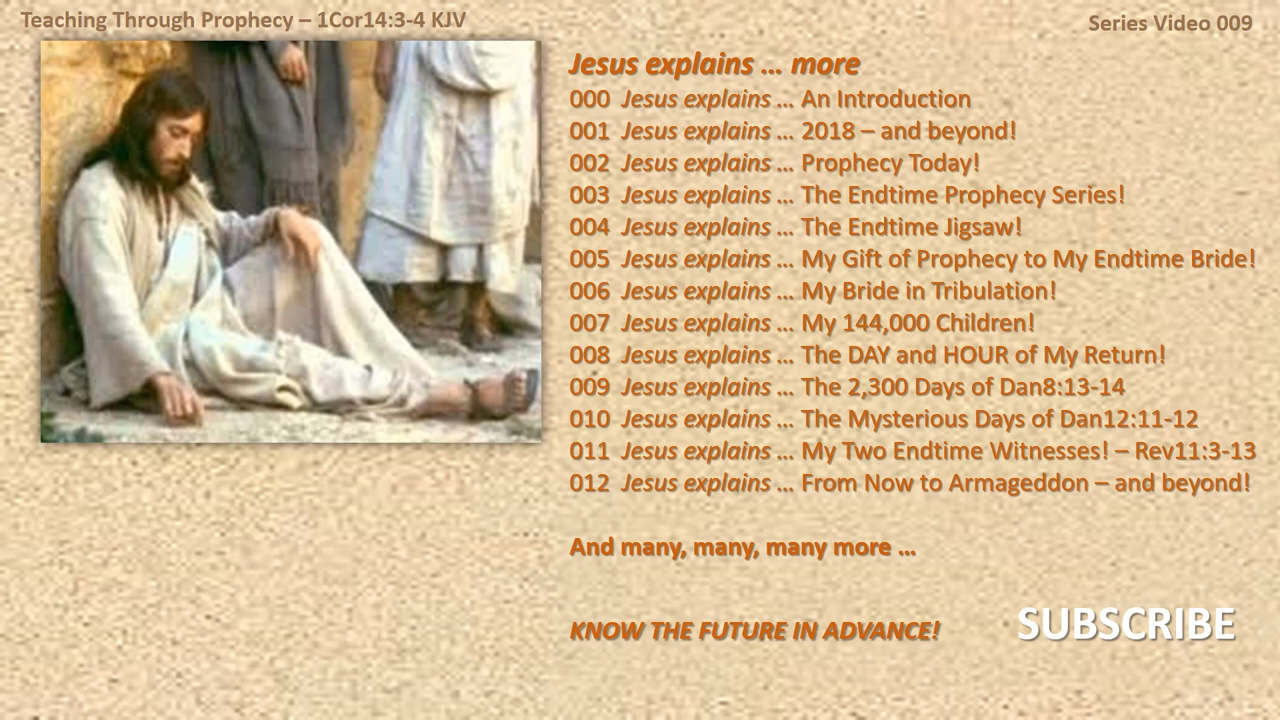 Teaching Through Prophecy – 1Cor14:3-4 KJV
Series Video 009
Jesus explains ... more
000 Jesus explains ... An Introduction
001 Jesus explains ... 2018 – and beyond!
002 Jesus explains ... Prophecy Today!
003 Jesus explains ... The Endtime Prophecy Series!
004 Jesus explains ... The Endtime Jigsaw!
005 Jesus explains ... My Gift of Prophecy to My Endtime Bride!
006 Jesus explains ... My Bride in Tribulation!
007 Jesus explains ... My 144,000 Children!
008 Jesus explains ... The DAY and HOUR of My Return!
009 Jesus explains ... The 2,300 Days of Dan8:13-14
010 Jesus explains ... The Mysterious Days of Dan12:11-12
011 Jesus explains ... My Two Endtime Witnesses! – Rev11:3-13
012 Jesus explains ... From Now to Armageddon – and beyond!
And many, many, many more ...
KNOW THE FUTURE IN ADVANCE!
SUBSCRIBE